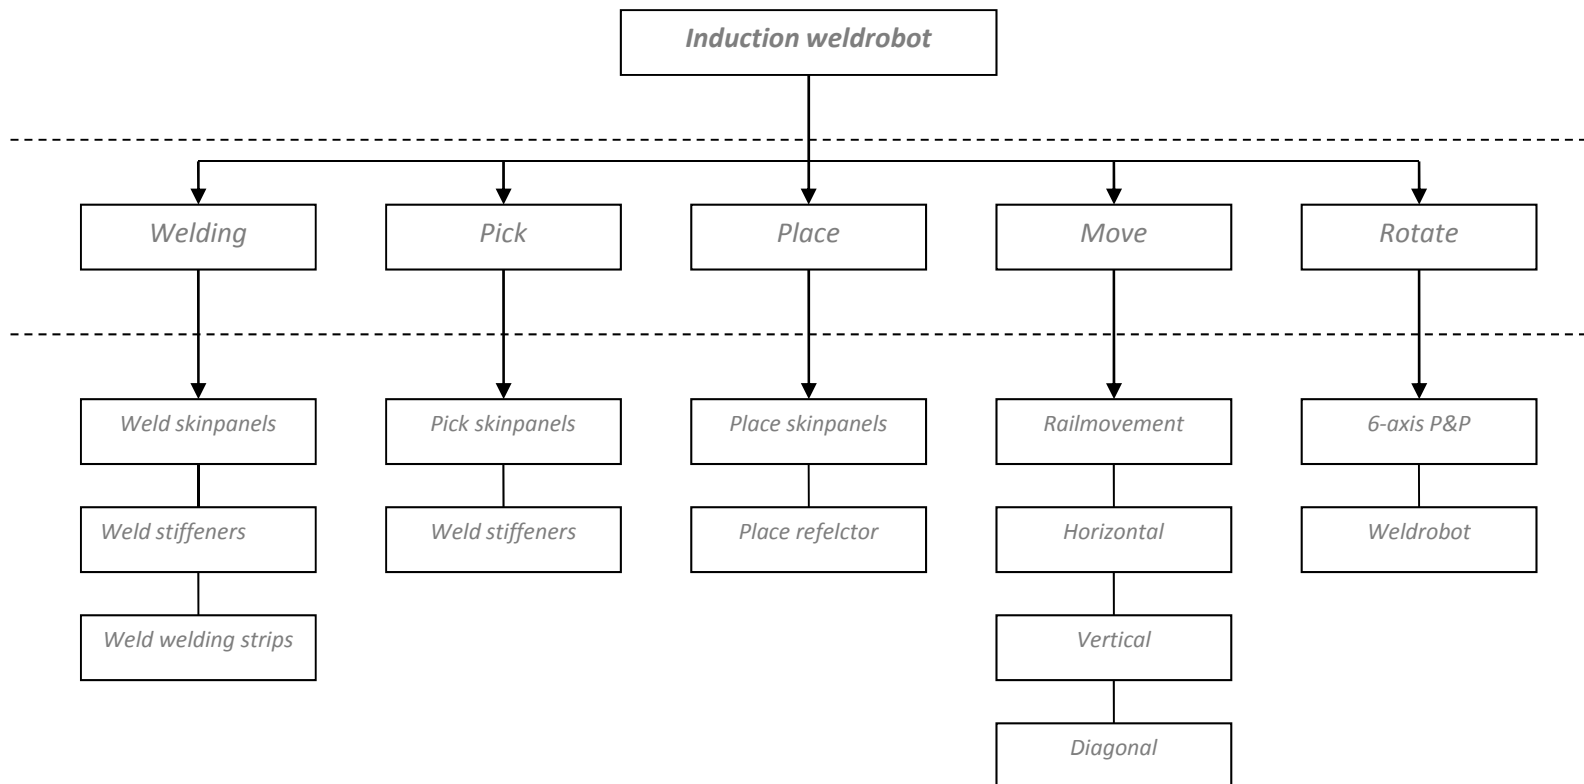 Induction weldrobot
Welding
Pick
Place
Move
Rotate
Weld skinpanels
Pick skinpanels
Place skinpanels
Railmovement
6-axis P&P
Weld stiffeners
Weld stiffeners
Place refelctor
Horizontal
Weldrobot
Weld welding strips
Vertical
Diagonal